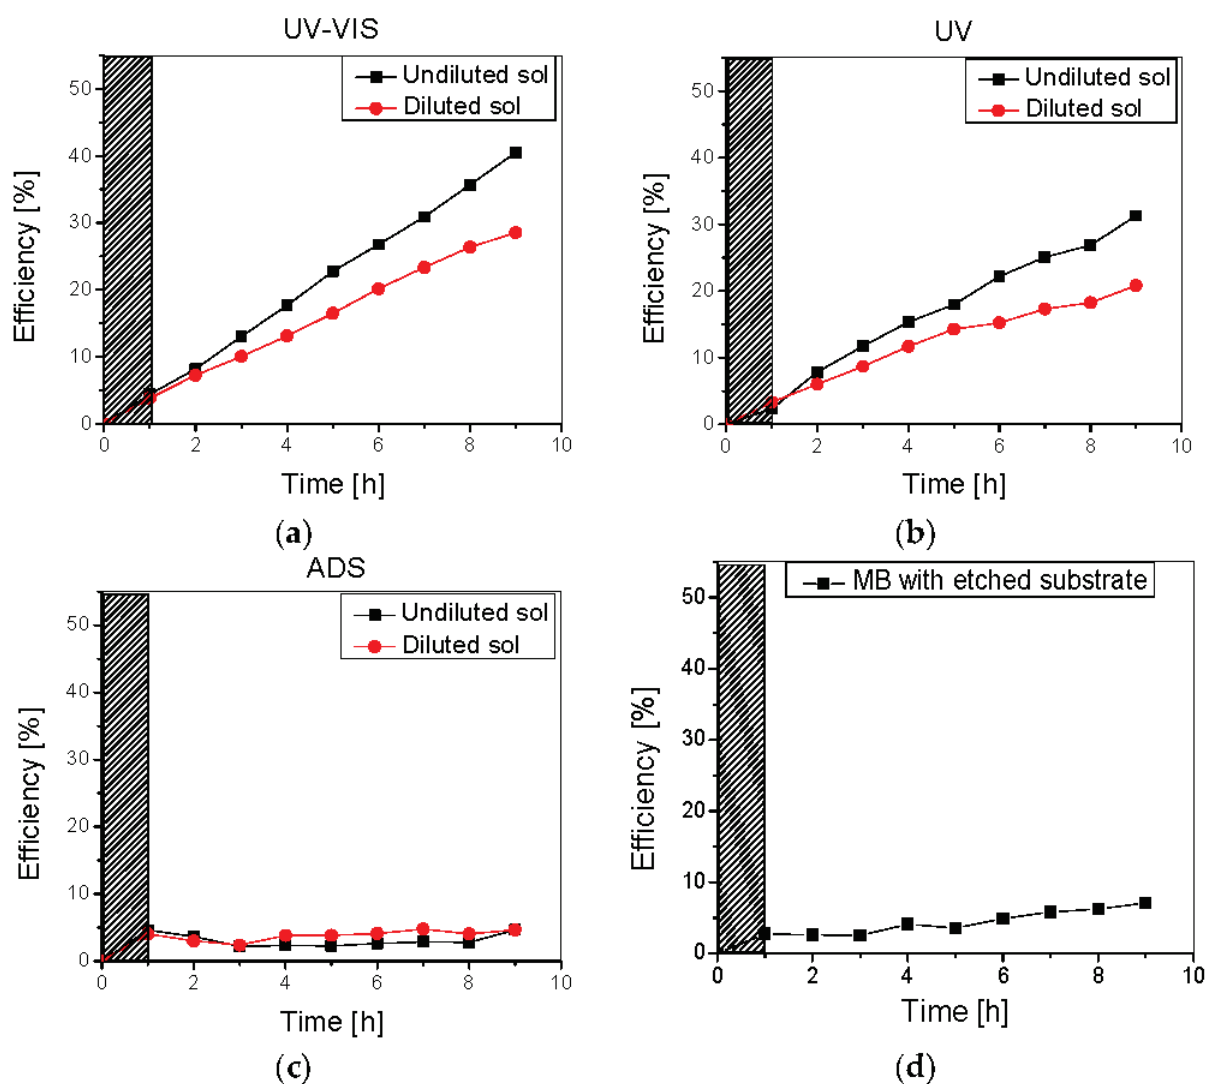 UV-VIS
Undiluted sol
Diluted sol
Efficiency [%]
50
40
30
20
10
0
0 2 4 6 8 10
Time [h]
(a)
UV
Undiluted sol
Diluted sol
Efficiency [%]
50
40
30
20
10
0
0 2 4 6 8 10
Time [h]
(b)
ADS
Undiluted sol
Diluted sol
Efficiency [%]
50
40
30
20
10
0
0 2 4 6 8 10
Time [h]
(c)
MB with etched substrate
Efficiency [%]
50
40
30
20
10
0
0 2 4 6 8 10
Time [h]
(d)